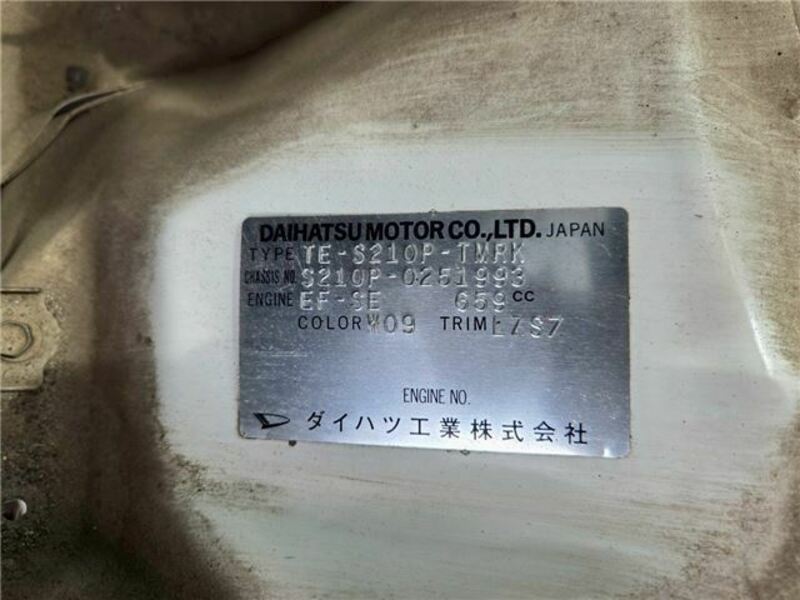 DAIHATSU MOTOR CO.,LTD. JAPAN
TYPE TE-S210P-TMRK
CHASSIS NO. S210P-0251993
ENGINE EF-SE 659 CC
COLOR W09 TRIM LZS7
ENGINE NO.
ダイハツ工業株式会社